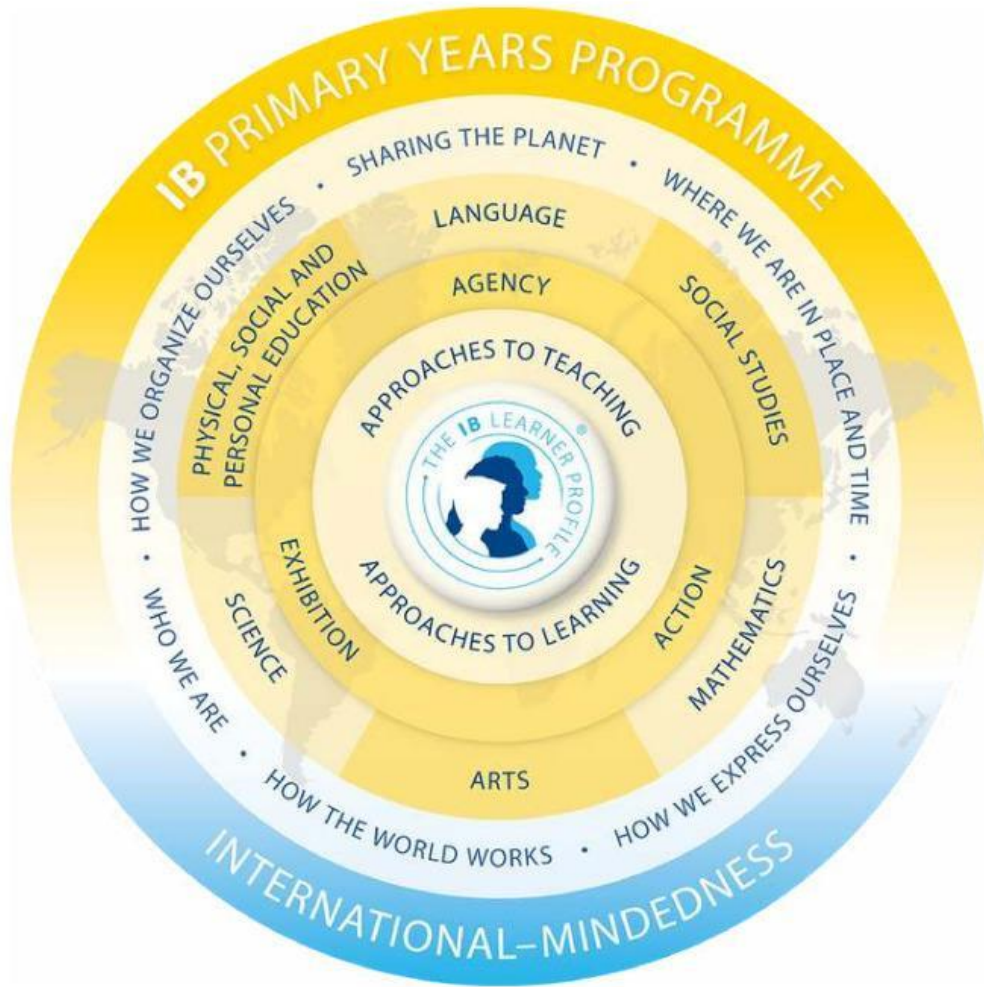 IB PRIMARY YEARS PROGRAMME
SHARING THE PLANET
•
WHERE WE ARE IN PLACE AND TIME
•
HOW WE EXPRESS OURSELVES
•
HOW THE WORLD WORKS
•
WHO WE ARE
•
HOW WE ORGANIZE OURSELVES
•
LANGUAGE
SOCIAL STUDIES
MATHEMATICS
ARTS
SCIENCE
PHYSICAL, SOCIAL AND
PERSONAL EDUCATION
AGENCY
ACTION
EXHIBITION
APPROACHES TO TEACHING
THE IB LEARNER PROFILE®
APPROACHES TO LEARNING
INTERNATIONAL–MINDEDNESS